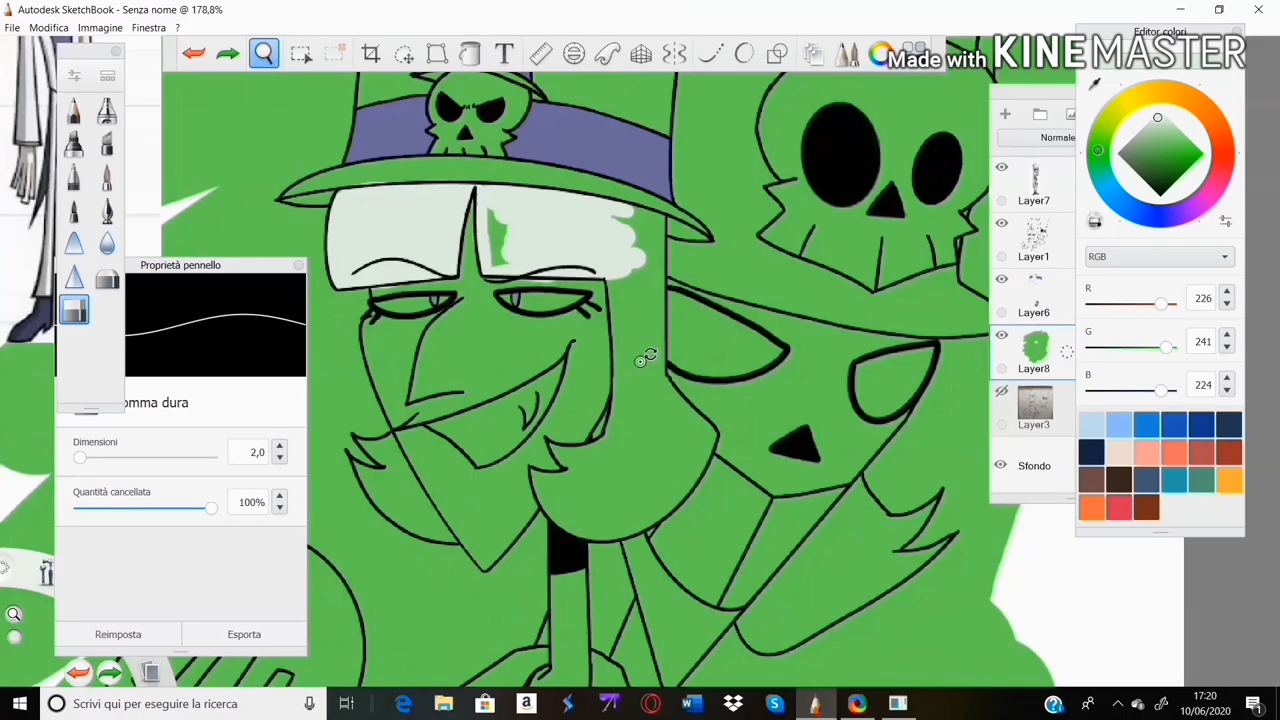 Autodesk SketchBook - Senza nome @ 178,8%
File Modifica Immagine Finestra ?
Editor colori
Made with KINEMASTER
Normale
RGB
R 226
G 241
B 224
Layer7
Layer1
Layer6
Layer8
Layer3
Sfondo
Proprietà pennello
omma dura
Dimensioni
2,0
Quantità cancellata
100%
Reimposta Esporta
Scrivi qui per eseguire la ricerca
17:20
10/06/2020